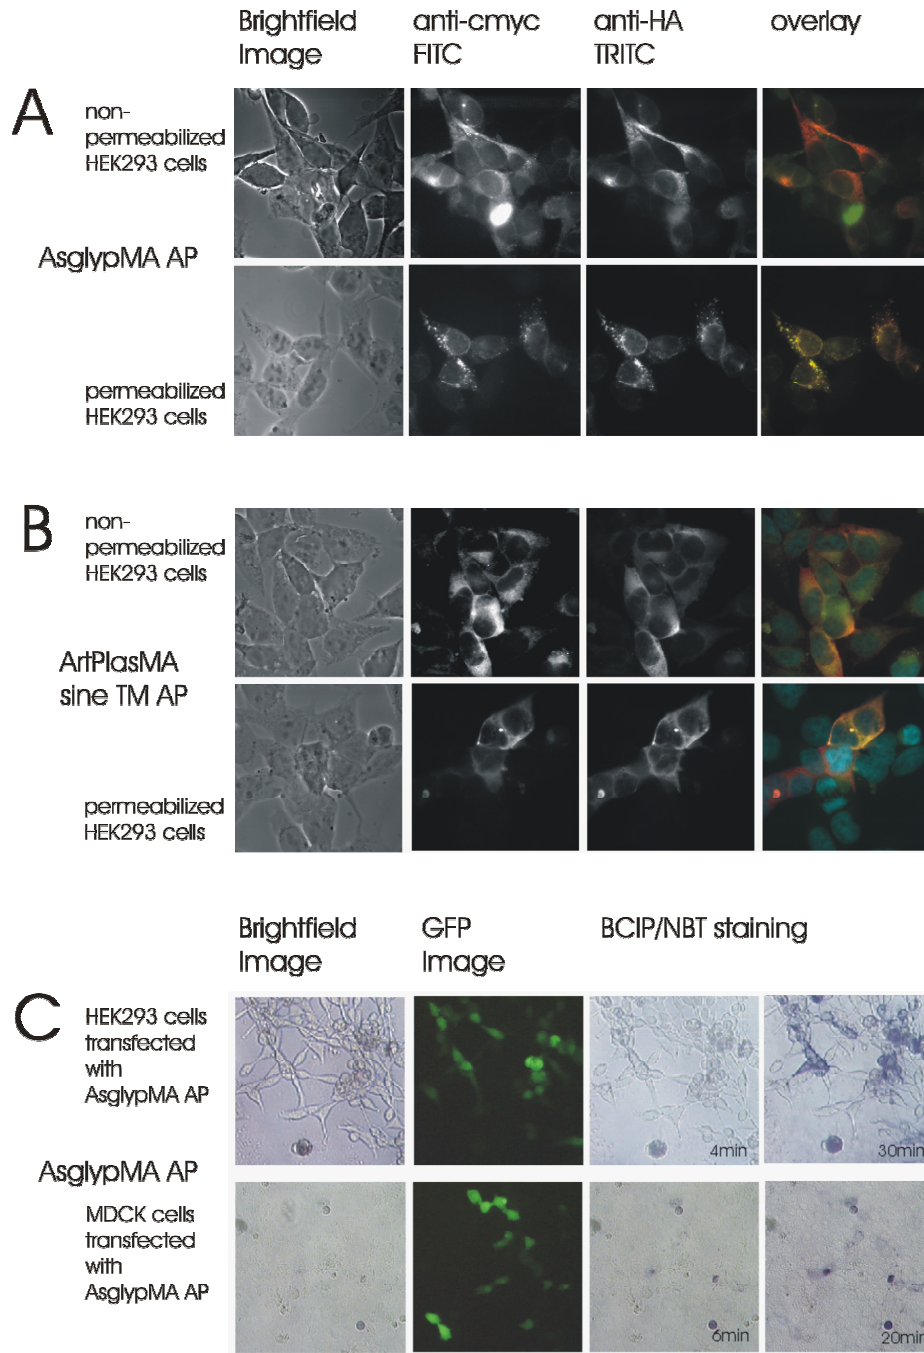 Brightfield
Image
anti-cmyc
FITC
anti-HA
TRITC
overlay
A
non-
permeabilized
HEK293 cells
AsglypMA AP
permeabilized
HEK293 cells
B
non-
permeabilized
HEK293 cells
ArtPlasMA
sine TM AP
permeabilized
HEK293 cells
Brightfield
Image
GFP
Image
BCIP/NBT staining
C
HEK293 cells
transfected
with
AsglypMA AP
4min
30min
AsglypMA AP
MDCK cells
transfected
with
AsglypMA AP
6min
20min